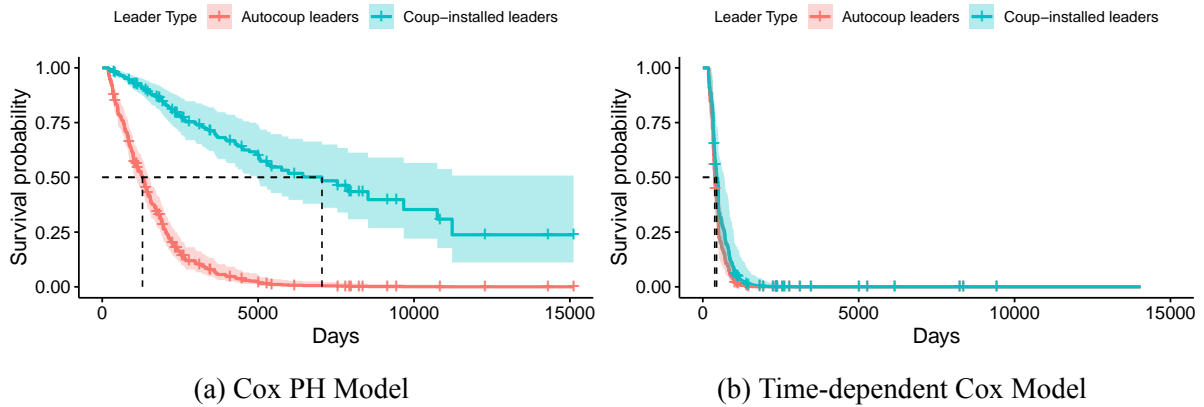 Leader Type Autocoup leaders Coup−installed leaders
1.00
0.75
0.50
0.25
0.00
Survival probability
0 5000 10000 15000
Days
(a) Cox PH Model
Leader Type Autocoup leaders Coup−installed leaders
1.00
0.75
0.50
0.25
0.00
Survival probability
0 5000 10000 15000
Days
(b) Time-dependent Cox Model